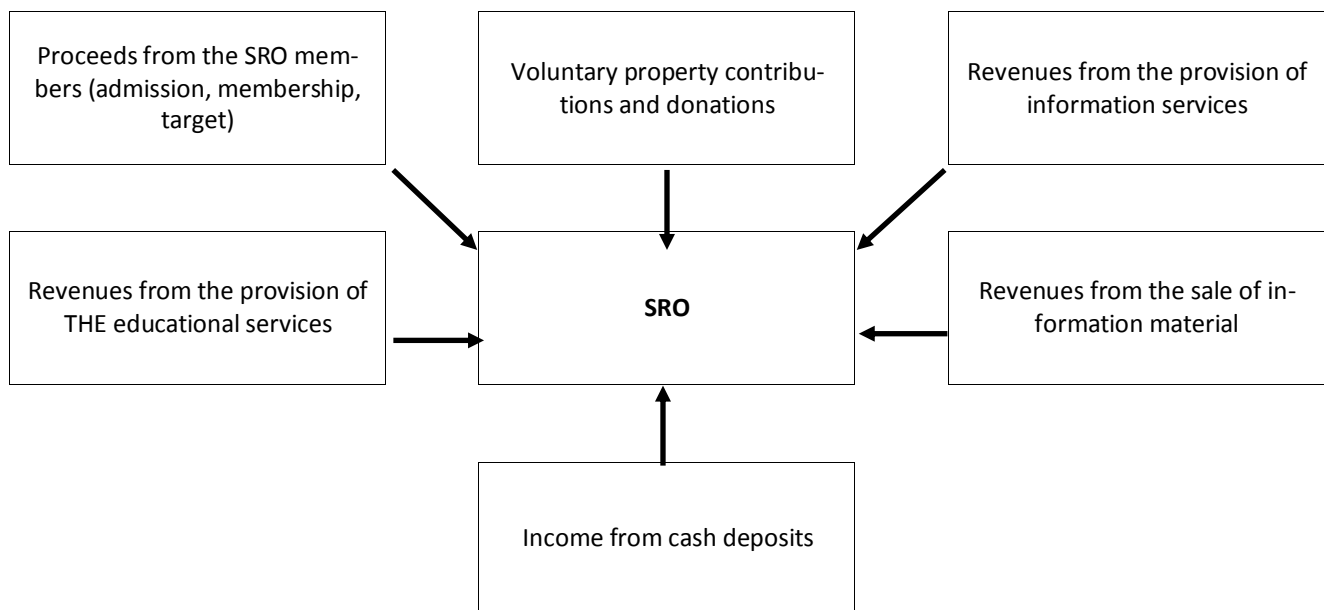 Proceeds from the SRO mem-
bers (admission, membership,
target)
Voluntary property contribu-
tions and donations
Revenues from the provision of
information services
Revenues from the provision of
THE educational services
SRO
Revenues from the sale of in-
formation material
Income from cash deposits